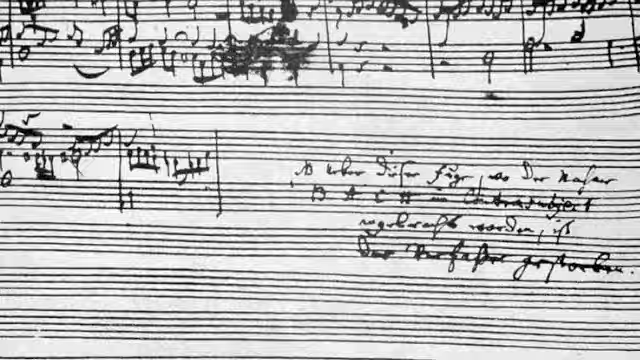 NB Ueber dieser Fuge, wo der Nahme
B A C H im Contrasubject
angebracht worden, ist
Der Verfaßer gestorben.